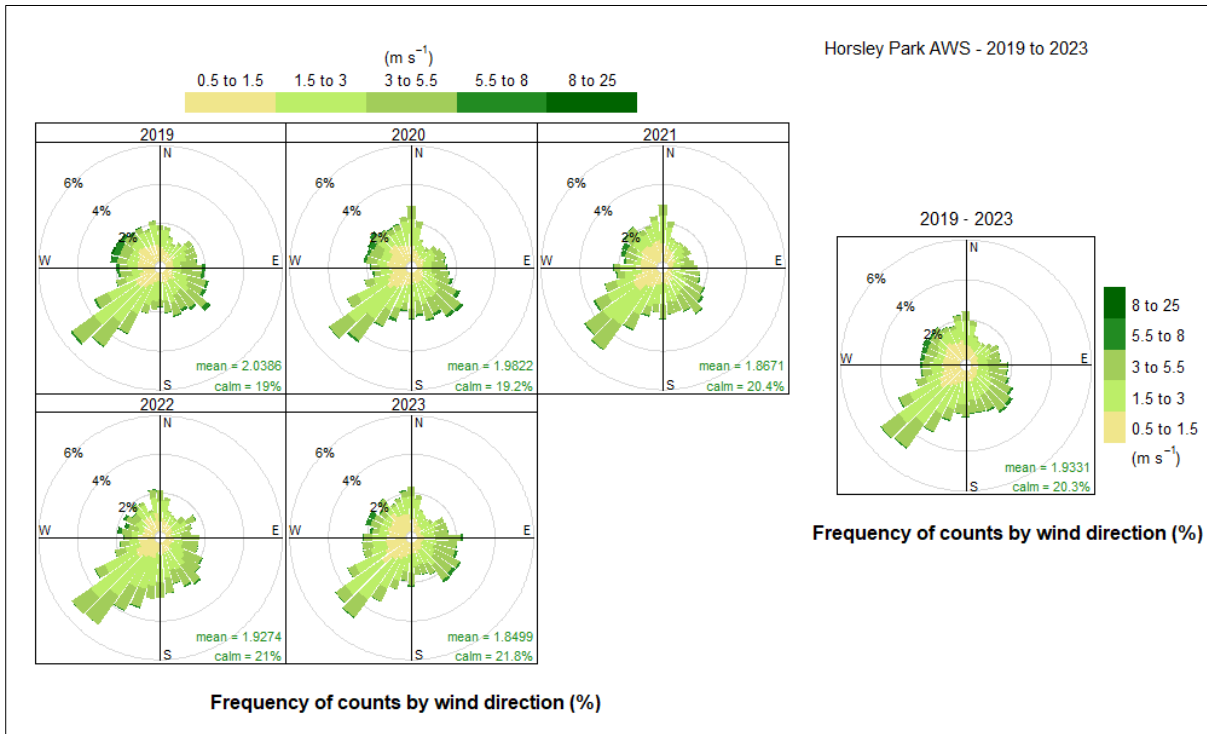 Horsley Park AWS - 2019 to 2023
(m s⁻¹)
0.5 to 1.5 1.5 to 3 3 to 5.5 5.5 to 8 8 to 25
2019 2020 2021
N
6%
4%
2%
W E
mean = 2.0386
calm = 19%
S
N
6%
4%
2%
W E
mean = 1.9822
calm = 19.2%
S
N
6%
4%
2%
W E
mean = 1.8671
calm = 20.4%
S
2022 2023
N
6%
4%
2%
W E
mean = 1.9274
calm = 21%
S
N
6%
4%
2%
W E
mean = 1.8499
calm = 21.8%
S
Frequency of counts by wind direction (%)
2019 - 2023
N
6%
4%
2%
W E
mean = 1.9331
calm = 20.3%
S
8 to 25
5.5 to 8
3 to 5.5
1.5 to 3
0.5 to 1.5
(m s⁻¹)
Frequency of counts by wind direction (%)